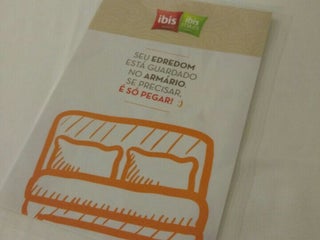 ibis
ibis
SEU EDREDOM
ESTÁ GUARDADO
NO ARMÁRIO.
SE PRECISAR,
É SÓ PEGAR! :)